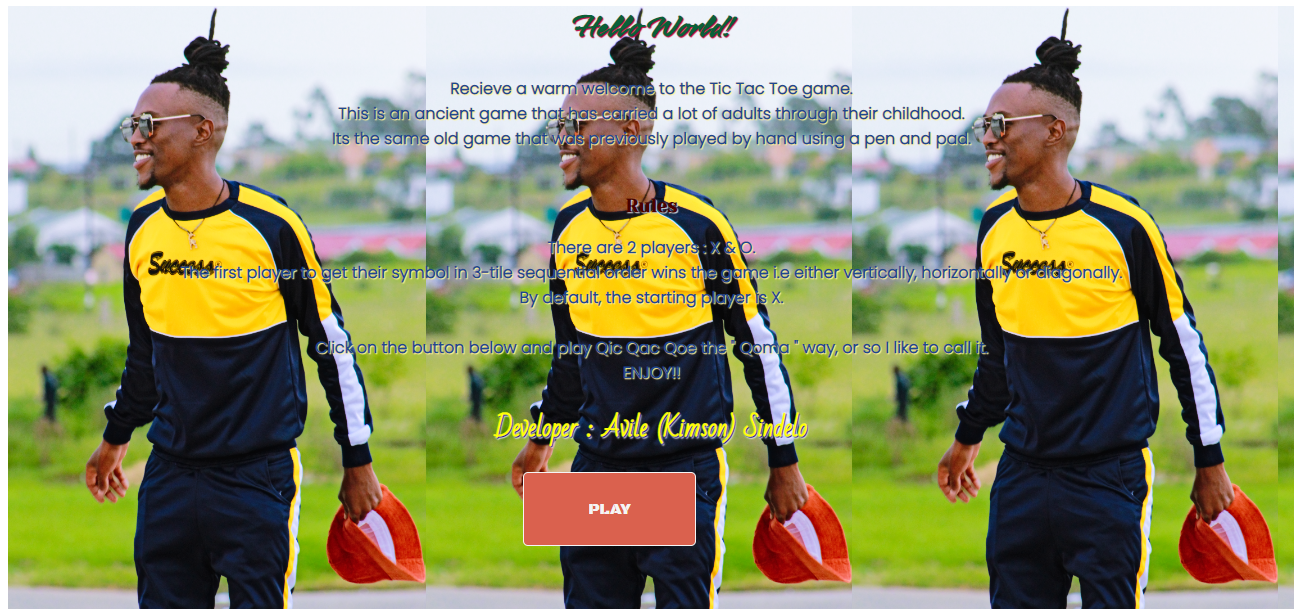 Hello World!
Recieve a warm welcome to the Tic Tac Toe game.
This is an ancient game that has carried a lot of adults through their childhood.
Its the same old game that was previously played by hand using a pen and pad.
Rules
There are 2 players : X & O.
Success Success Success
The first player to get their symbol in 3-tile sequential order wins the game i.e either vertically, horizontally or diagonally.
By default, the starting player is X.
Click on the button below and play Qic Qac Qoe the " Qoma " way, or so I like to call it.
ENJOY!!
Developer : Avile (Kimson) Sindelo
PLAY